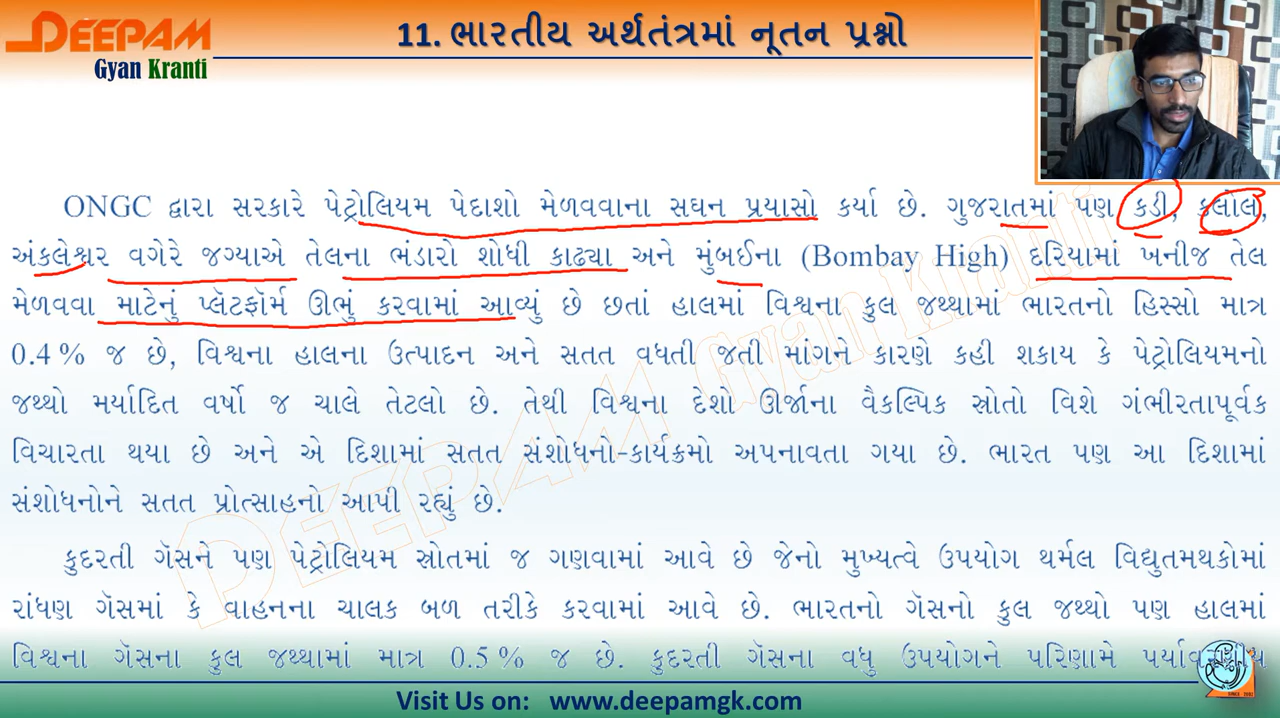 DEEPAM
Gyan Kranti
11. ભારતીય અર્થતંત્રમાં નૂતન પ્રશ્નો
ONGC દ્વારા સરકારે પેટ્રોલિયમ પેદાશો મેળવવાના સઘન પ્રયાસો કર્યા છે. ગુજરાતમાં પણ કડી, કલોલ,
અંકલેશ્વર વગેરે જગ્યાએ તેલના ભંડારો શોધી કાઢ્યા અને મુંબઈના (Bombay High) દરિયામાં ખનીજ તેલ
મેળવવા માટેનું પ્લૅટફૉર્મ ઊભું કરવામાં આવ્યું છે છતાં હાલમાં વિશ્વના કુલ જથ્થામાં ભારતનો હિસ્સો માત્ર
0.4 % જ છે, વિશ્વના હાલના ઉત્પાદન અને સતત વધતી જતી માંગને કારણે કહી શકાય કે પેટ્રોલિયમનો
જથ્થો મર્યાદિત વર્ષો જ ચાલે તેટલો છે. તેથી વિશ્વના દેશો ઊર્જાના વૈકલ્પિક સ્રોતો વિશે ગંભીરતાપૂર્વક
વિચારતા થયા છે અને એ દિશામાં સતત સંશોધનો-કાર્યક્રમો અપનાવતા ગયા છે. ભારત પણ આ દિશામાં
સંશોધનોને સતત પ્રોત્સાહનો આપી રહ્યું છે.
કુદરતી ગૅસને પણ પેટ્રોલિયમ સ્રોતમાં જ ગણવામાં આવે છે જેનો મુખ્યત્વે ઉપયોગ થર્મલ વિદ્યુતમથકોમાં
રાંધણ ગૅસમાં કે વાહનના ચાલક બળ તરીકે કરવામાં આવે છે. ભારતનો ગૅસનો કુલ જથ્થો પણ હાલમાં
વિશ્વના ગૅસના કુલ જથ્થામાં માત્ર 0.5 % જ છે. કુદરતી ગૅસના વધુ ઉપયોગને પરિણામે
DEEPAM Gyan Kranti
Visit Us on: www.deepamgk.com